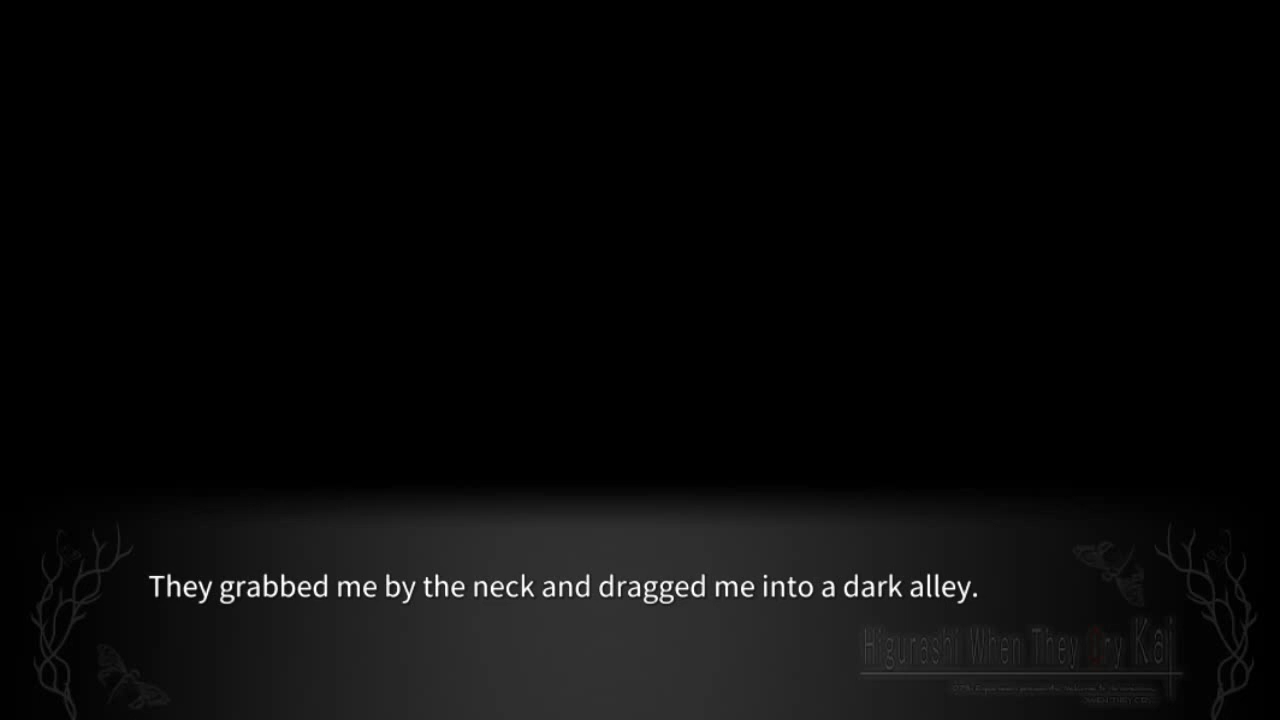 They grabbed me by the neck and dragged me into a dark alley.
Higurashi When They Cry Kai